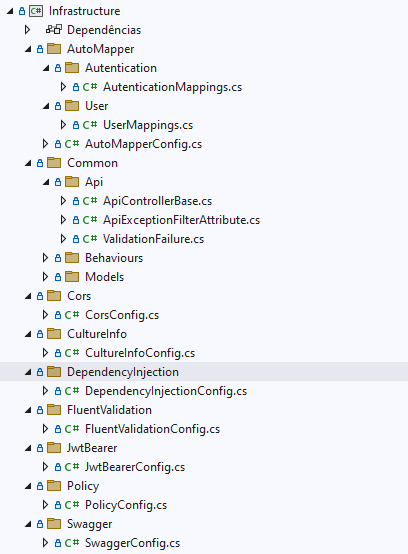 C# Infrastructure
Dependências
AutoMapper
Autentication
C# AutenticationMappings.cs
User
C# UserMappings.cs
C# AutoMapperConfig.cs
Common
Api
C# ApiControllerBase.cs
C# ApiExceptionFilterAttribute.cs
C# ValidationFailure.cs
Behaviours
Models
Cors
C# CorsConfig.cs
CultureInfo
C# CultureInfoConfig.cs
DependencyInjection
C# DependencyInjectionConfig.cs
FluentValidation
C# FluentValidationConfig.cs
JwtBearer
C# JwtBearerConfig.cs
Policy
C# PolicyConfig.cs
Swagger
C# SwaggerConfig.cs